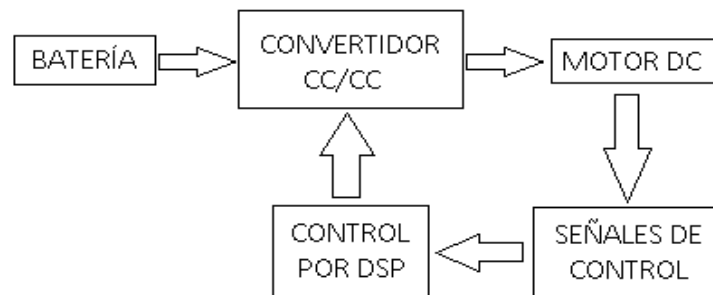 BATERÍA
CONVERTIDOR
CC/CC
MOTOR DC
CONTROL
POR DSP
SEÑALES DE
CONTROL